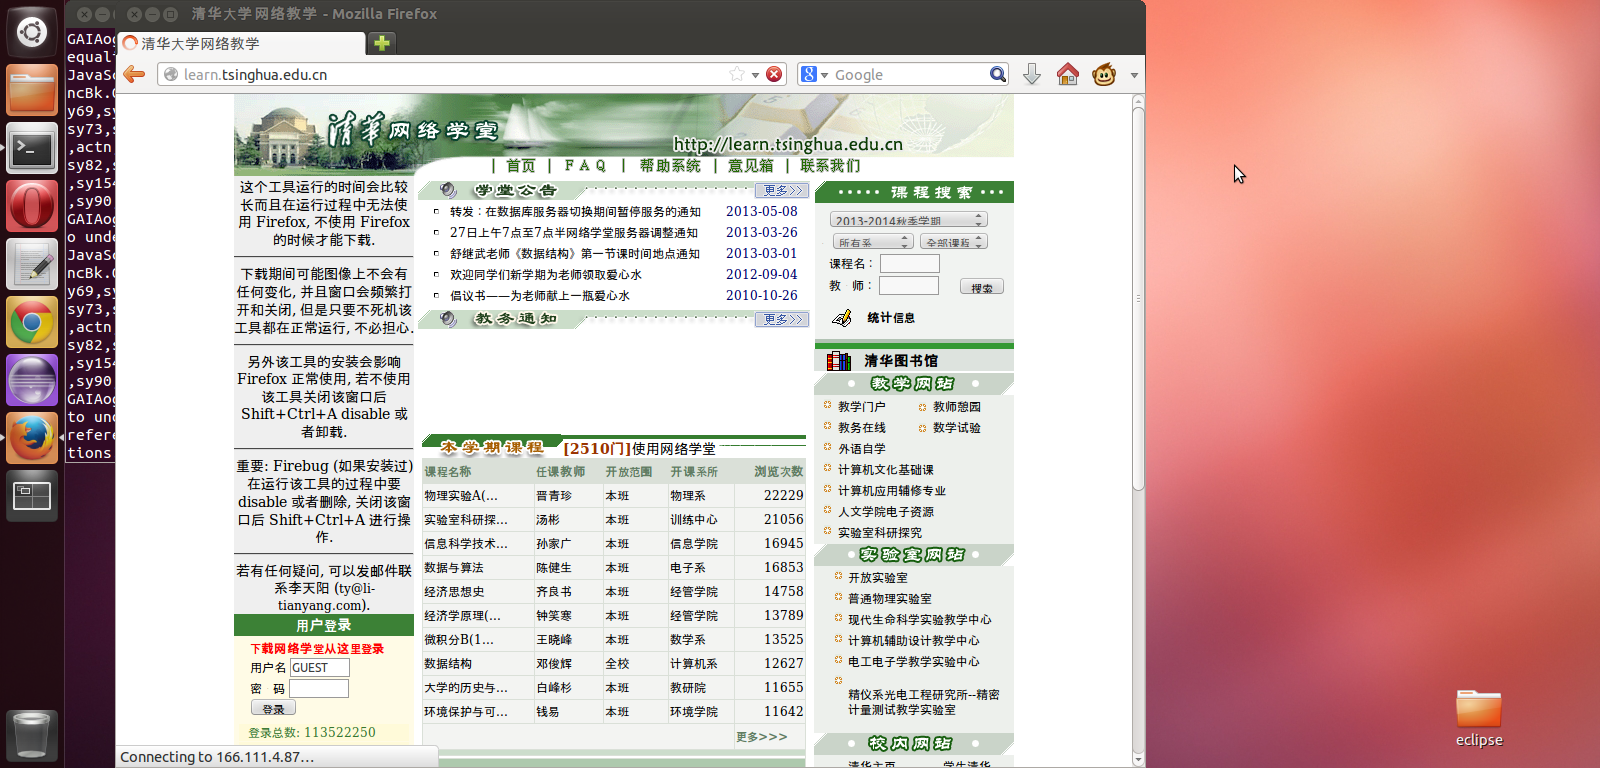 清华大学网络教学 - Mozilla Firefox
清华大学网络教学
learn.tsinghua.edu.cn
Google
GAIAog
equal
JavaSc
ncBk.
y69,sy
sy73,s
,actn
sy82,s
,sy154
,sy90
GAIAog
o unde
JavaSc
ncBk.
y69,sy
sy73,s
,actn
sy82,s
,sy154
,sy90
GAIAog
to und
refere
tions
清华网络学堂
http://learn.tsinghua.edu.cn
| 首页 | F A Q | 帮助系统 | 意见箱 | 联系我们
这个工具运行的时间会比较
长而且在运行过程中无法使
用 Firefox, 不使用 Firefox
的时候才能下载.
下载期间可能图像上不会有
任何变化, 并且窗口会频繁打
开和关闭, 但是只要不死机该
工具都在正常运行, 不必担心.
另外该工具的安装会影响
Firefox 正常使用, 若不使用
该工具关闭该窗口后
Shift+Ctrl+A disable 或
者卸载.
重要: Firebug (如果安装过)
在运行该工具的过程中要
disable 或者删除, 关闭该窗
口后 Shift+Ctrl+A 进行操
作.
若有任何疑问, 可以发邮件联
系李天阳 (ty@li-
tianyang.com).
用户登录
下载网络学堂从这里登录
用户名 GUEST
密 码
登录
登录总数: 113522250
学堂公告 更多>>
转发：在数据库服务器切换期间暂停服务的通知 2013-05-08
27日上午7点至7点半网络学堂服务器调整通知 2013-03-26
舒继武老师《数据结构》第一节课时间地点通知 2013-03-01
欢迎同学们新学期为老师领取爱心水 2012-09-04
倡议书——为老师献上一瓶爱心水 2010-10-26
教务通知 更多>>
本学期课程 [2510门]使用网络学堂
课程名称 任课教师 开放范围 开课系所 浏览次数
物理实验A(... 晋青珍 本班 物理系 22229
实验室科研探... 汤彬 本班 训练中心 21056
信息科学技术... 孙家广 本班 信息学院 16945
数据与算法 陈健生 本班 电子系 16853
经济思想史 齐良书 本班 经管学院 14758
经济学原理(... 钟笑寒 本班 经管学院 13789
微积分B(1... 王晓峰 本班 数学系 13525
数据结构 邓俊辉 全校 计算机系 12627
大学的历史与... 白峰杉 本班 教研院 11655
环境保护与可... 钱易 本班 环境学院 11642
更多>>>
课程搜索
2013-2014秋季学期
所有系 全部课程
课程名：
教 师：
搜索
统计信息
清华图书馆
教学网站
教学门户 教师憩园
教务在线 数学试验
外语自学
计算机文化基础课
计算机应用辅修专业
人文学院电子资源
实验室科研探究
实验室网站
开放实验室
普通物理实验室
现代生命科学实验教学中心
计算机辅助设计教学中心
电工电子学教学实验中心
精仪系光电工程研究所--精密
计量测试教学实验室
校内网站
清华主页 学生清华
Connecting to 166.111.4.87...
eclipse